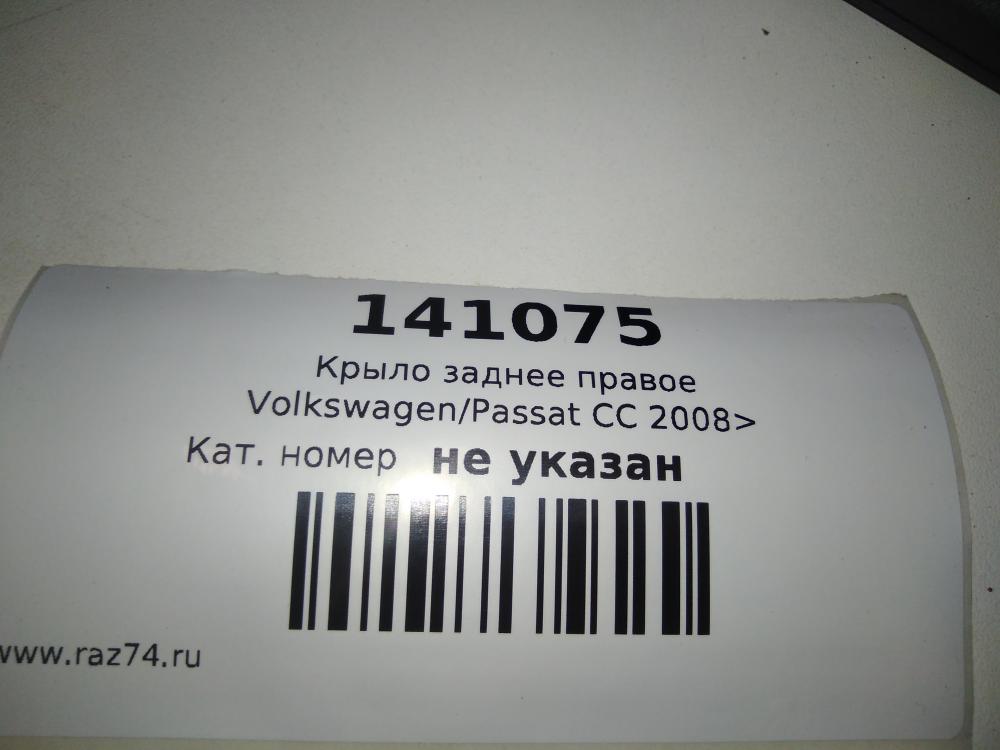 141075
Крыло заднее правое
Volkswagen/Passat CC 2008>
Кат. номер не указан
www.raz74.ru